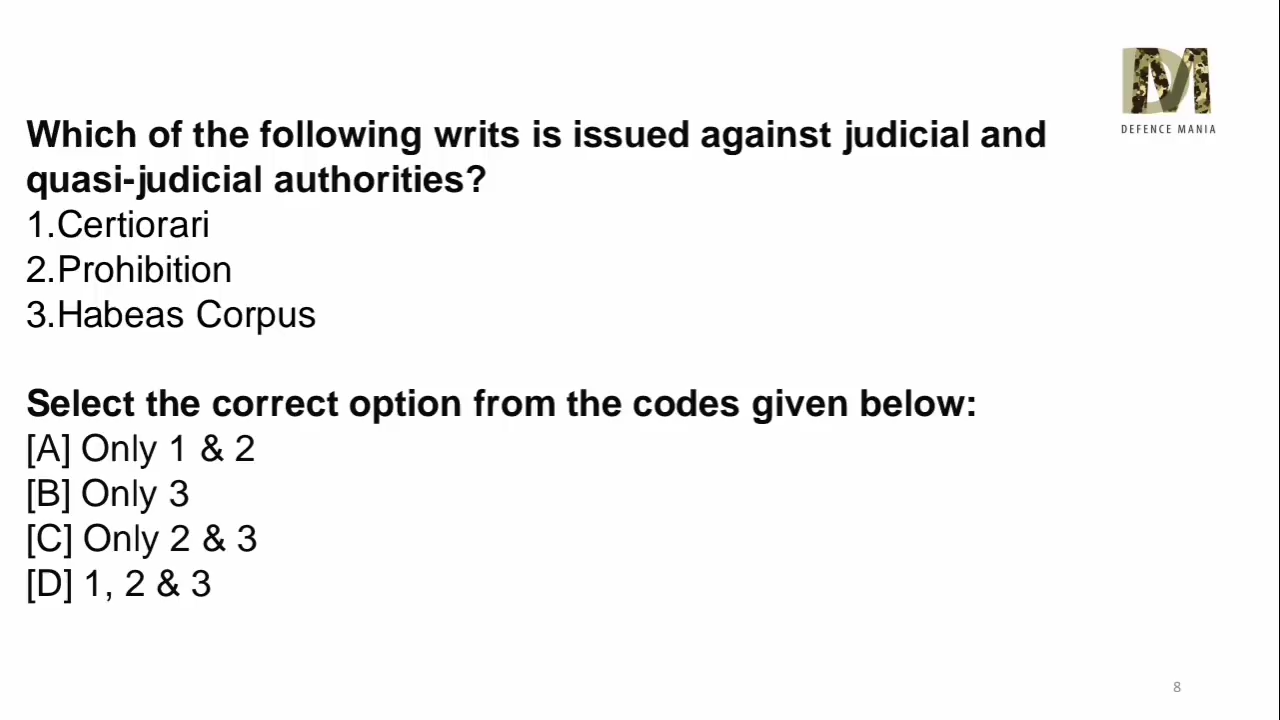 DM
DEFENCE MANIA
Which of the following writs is issued against judicial and
quasi-judicial authorities?
1.Certiorari
2.Prohibition
3.Habeas Corpus
Select the correct option from the codes given below:
[A] Only 1 & 2
[B] Only 3
[C] Only 2 & 3
[D] 1, 2 & 3
8